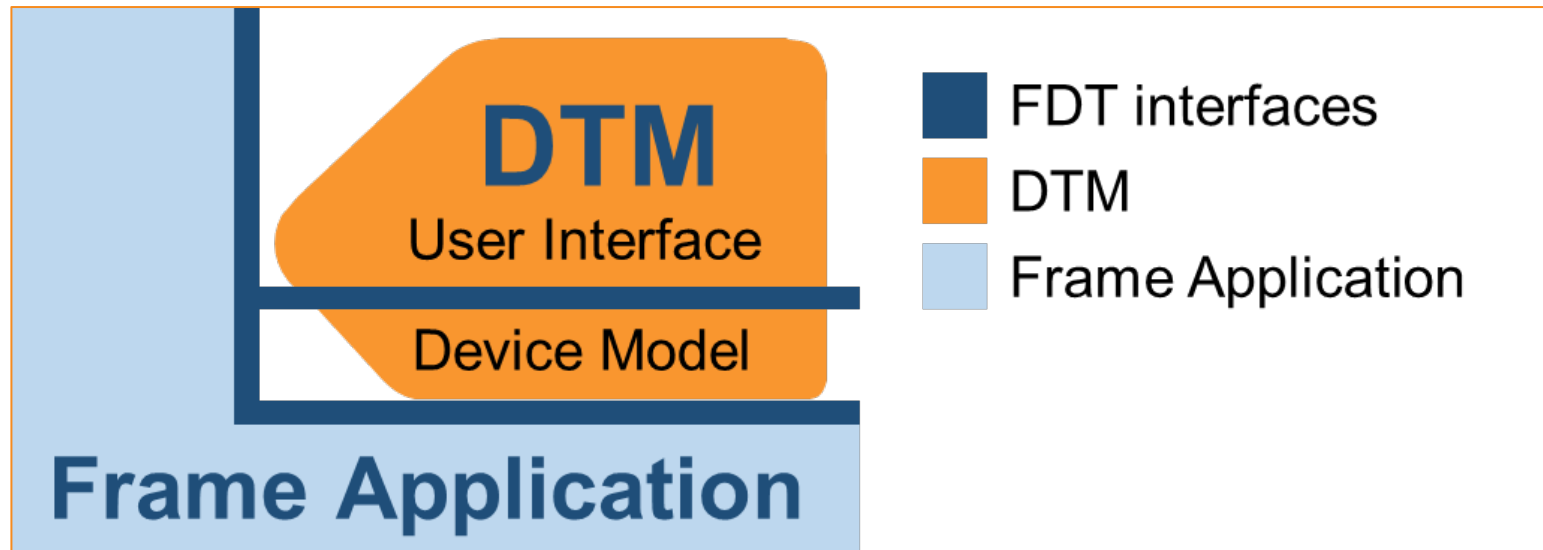 DTM
User Interface
Device Model
Frame Application
FDT interfaces
DTM
Frame Application